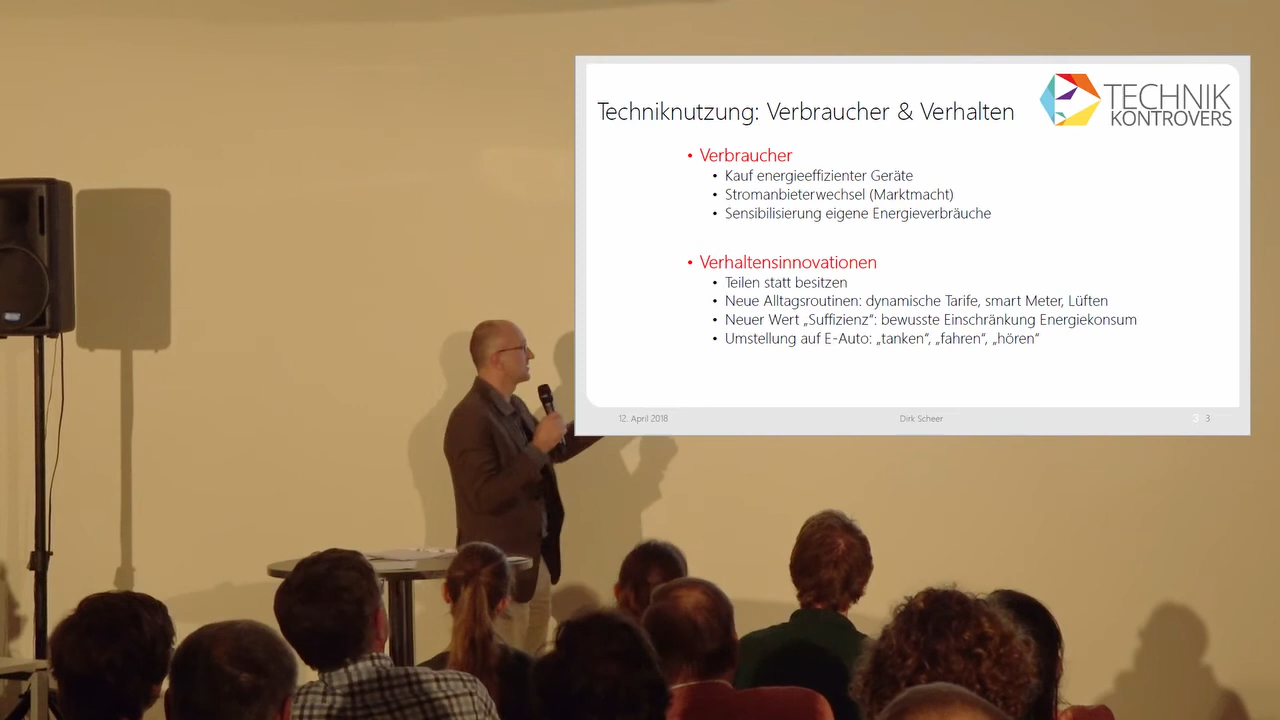 TECHNIK
KONTROVERS
Techniknutzung: Verbraucher & Verhalten
• Verbraucher
• Kauf energieeffizienter Geräte
• Stromanbieterwechsel (Marktmacht)
• Sensibilisierung eigene Energieverbräuche
• Verhaltensinnovationen
• Teilen statt besitzen
• Neue Alltagsroutinen: dynamische Tarife, smart Meter, Lüften
• Neuer Wert „Suffizienz“: bewusste Einschränkung Energiekonsum
• Umstellung auf E-Auto: „tanken“, „fahren“, „hören“
12. April 2018 Dirk Scheer 3 3